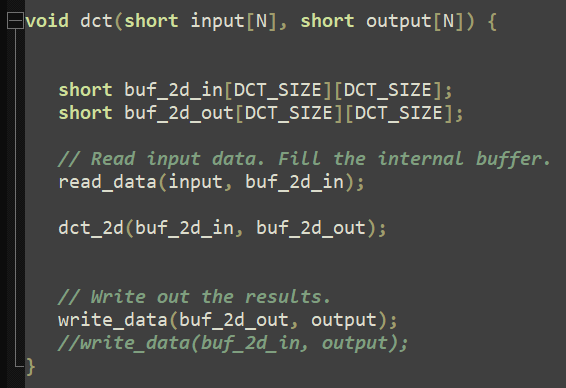 void dct(short input[N], short output[N]) {
short buf_2d_in[DCT_SIZE][DCT_SIZE];
short buf_2d_out[DCT_SIZE][DCT_SIZE];
// Read input data. Fill the internal buffer.
read_data(input, buf_2d_in);
dct_2d(buf_2d_in, buf_2d_out);
// Write out the results.
write_data(buf_2d_out, output);
//write_data(buf_2d_in, output);
}